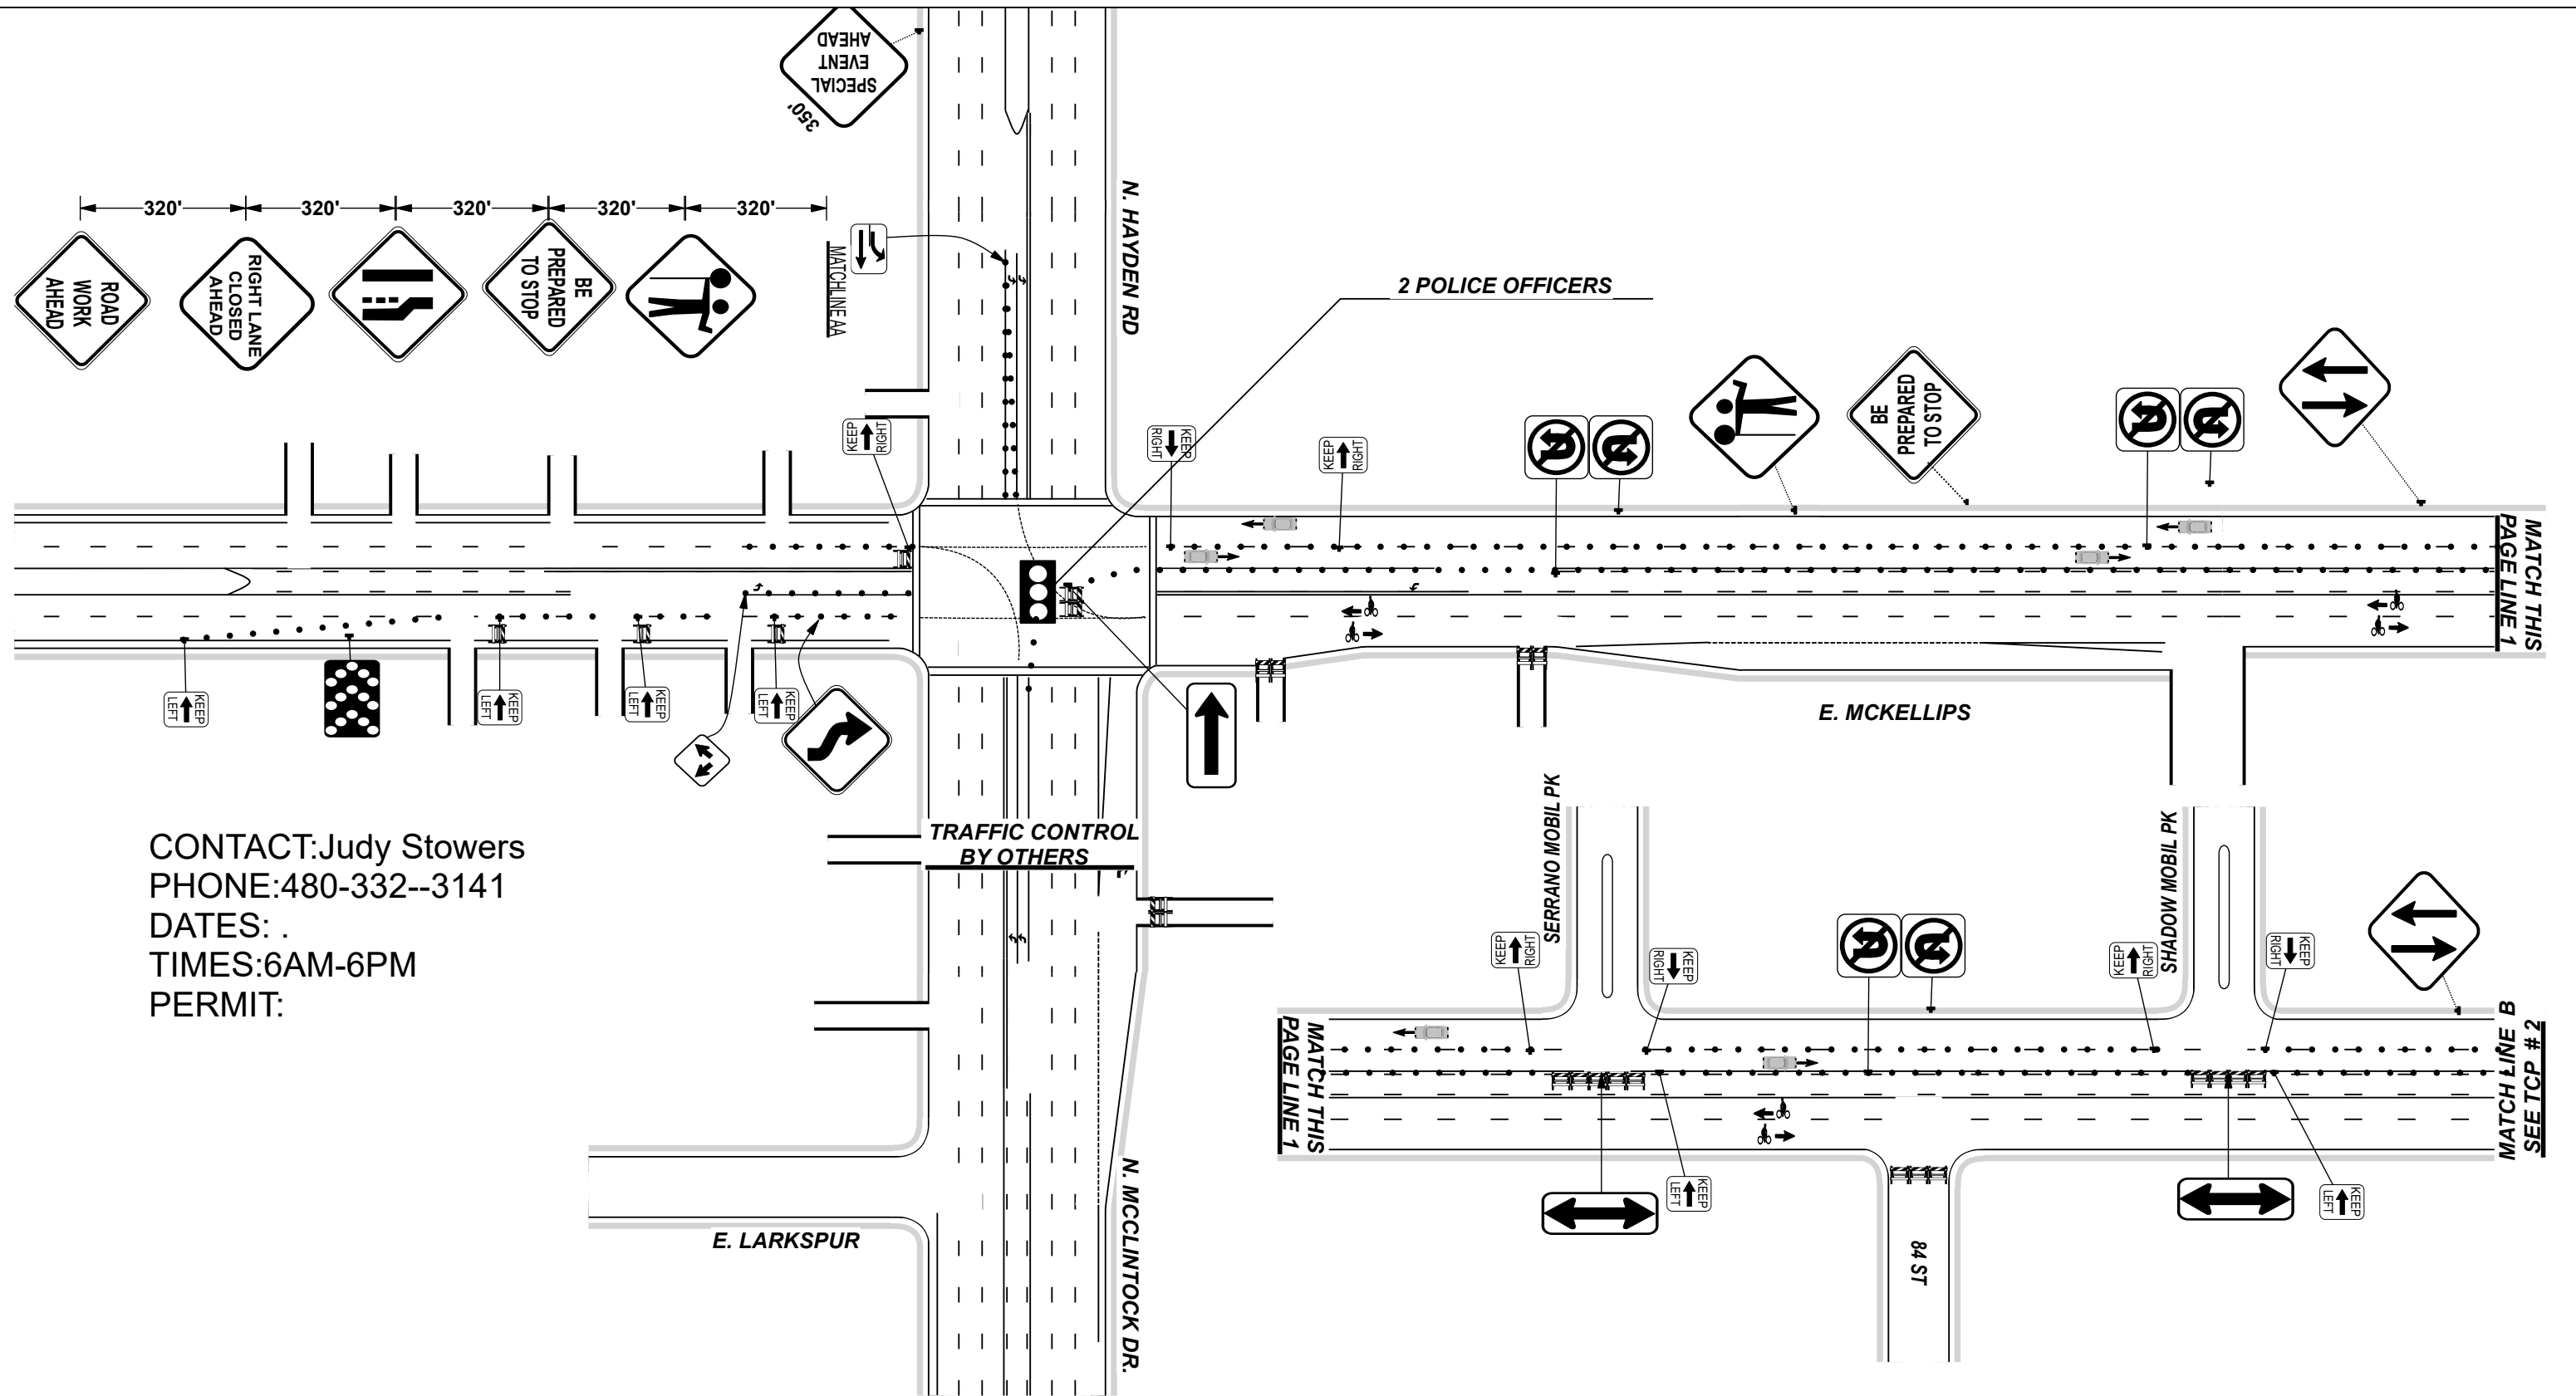 SPECIAL
EVENT
AHEAD
350'
320'
320'
320'
320'
320'
ROAD
WORK
AHEAD
RIGHT LANE
CLOSED
AHEAD
BE
PREPARED
TO STOP
MATCHLINE AA
N. HAYDEN RD
2 POLICE OFFICERS
KEEP
RIGHT
KEEP
RIGHT
KEEP
RIGHT
BE
PREPARED
TO STOP
MATCH THIS
PAGE LINE 1
KEEP
LEFT
KEEP
LEFT
KEEP
LEFT
KEEP
LEFT
E. MCKELLIPS
CONTACT:Judy Stowers
PHONE:480-332--3141
DATES: .
TIMES:6AM-6PM
PERMIT:
TRAFFIC CONTROL
BY OTHERS
SERRANO MOBIL PK
SHADOW MOBIL PK
KEEP
RIGHT
KEEP
RIGHT
KEEP
RIGHT
KEEP
RIGHT
MATCH THIS
PAGE LINE 1
MATCH LINE B
SEE TCP # 2
KEEP
LEFT
KEEP
LEFT
E. LARKSPUR
N. MCCLINTOCK DR.
84 ST